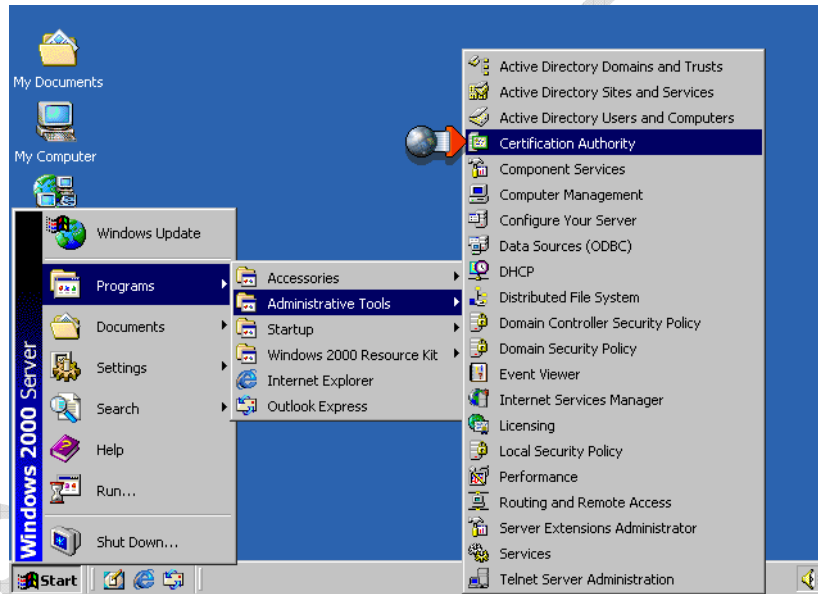 My Documents
My Computer
Windows Update
Programs
Documents
Settings
Search
Help
Run...
Shut Down...
Windows 2000 Server
Start
Accessories
Administrative Tools
Startup
Windows 2000 Resource Kit
Internet Explorer
Outlook Express
Active Directory Domains and Trusts
Active Directory Sites and Services
Active Directory Users and Computers
Certification Authority
Component Services
Computer Management
Configure Your Server
Data Sources (ODBC)
DHCP
Distributed File System
Domain Controller Security Policy
Domain Security Policy
Event Viewer
Internet Services Manager
Licensing
Local Security Policy
Performance
Routing and Remote Access
Server Extensions Administrator
Services
Telnet Server Administration